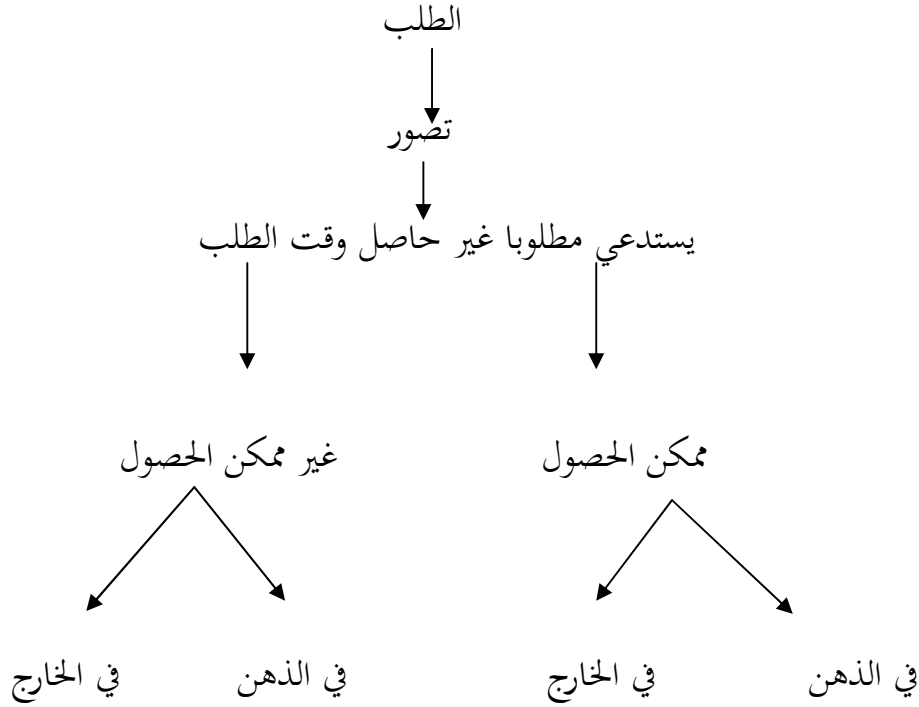 الطلب
تصور
يستدعي مطلوبا غير حاصل وقت الطلب
ممكن الحصول
غير ممكن الحصول
في الذهن
في الخارج
في الذهن
في الخارج